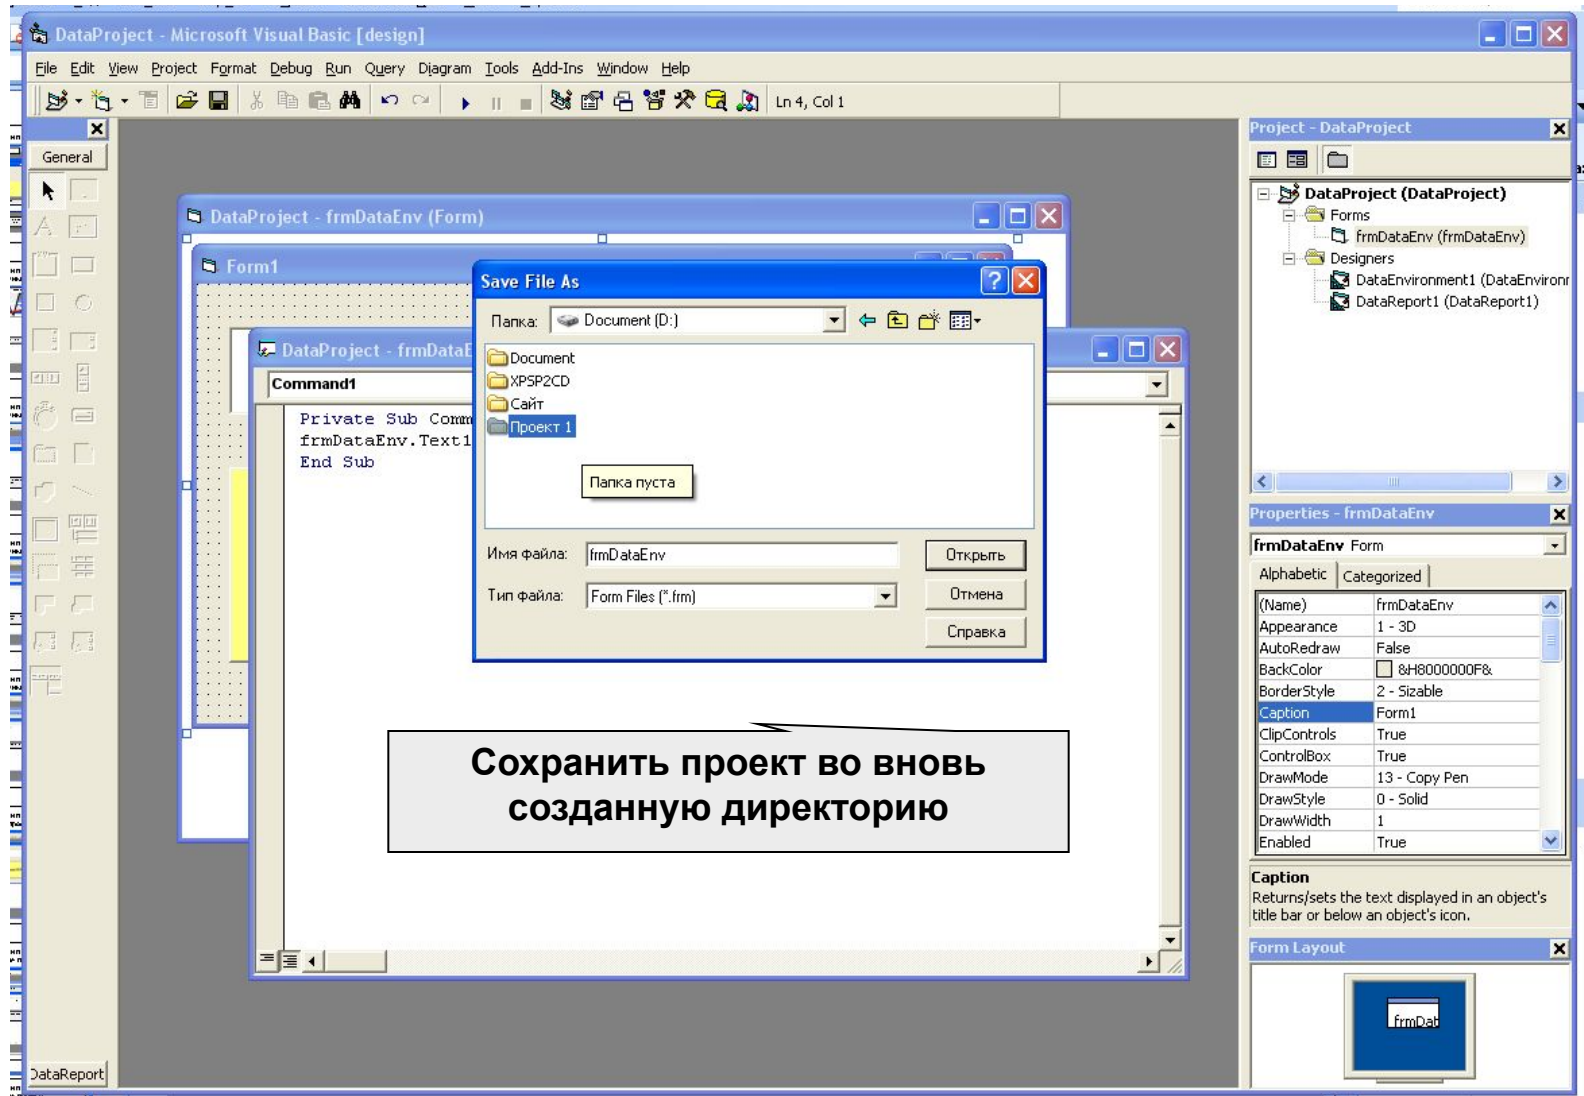 DataProject - Microsoft Visual Basic [design]
File Edit View Project Format Debug Run Query Diagram Tools Add-Ins Window Help
Ln 4, Col 1
General
DataReport
DataProject - frmDataEnv (Form)
Form1
DataProject - frmDataE
Command1
Private Sub Comm
frmDataEnv.Text1
End Sub
Save File As
Папка: Document (D:)
Document
XPSP2CD
Сайт
Проект 1
Папка пуста
Имя файла: frmDataEnv Открыть
Тип файла: Form Files (*.frm) Отмена
Справка
Сохранить проект во вновь
созданную директорию
Project - DataProject
DataProject (DataProject)
Forms
frmDataEnv (frmDataEnv)
Designers
DataEnvironment1 (DataEnvironr
DataReport1 (DataReport1)
Properties - frmDataEnv
frmDataEnv Form
Alphabetic Categorized
(Name) frmDataEnv
Appearance 1 - 3D
AutoRedraw False
BackColor &H8000000F&
BorderStyle 2 - Sizable
Caption Form1
ClipControls True
ControlBox True
DrawMode 13 - Copy Pen
DrawStyle 0 - Solid
DrawWidth 1
Enabled True
Caption
Returns/sets the text displayed in an object's
title bar or below an object's icon.
Form Layout
frmDat